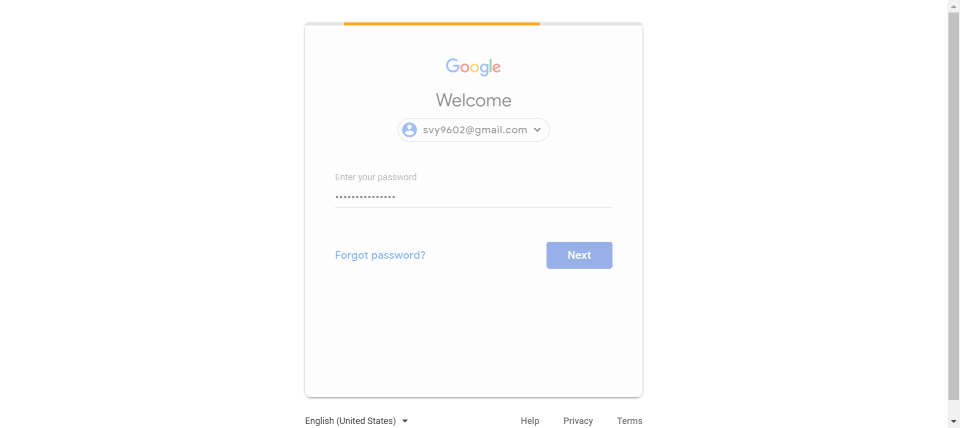 Google
Welcome
svy9602@gmail.com
Enter your password
•••••••••••••••
Forgot password?
Next
English (United States)
Help
Privacy
Terms